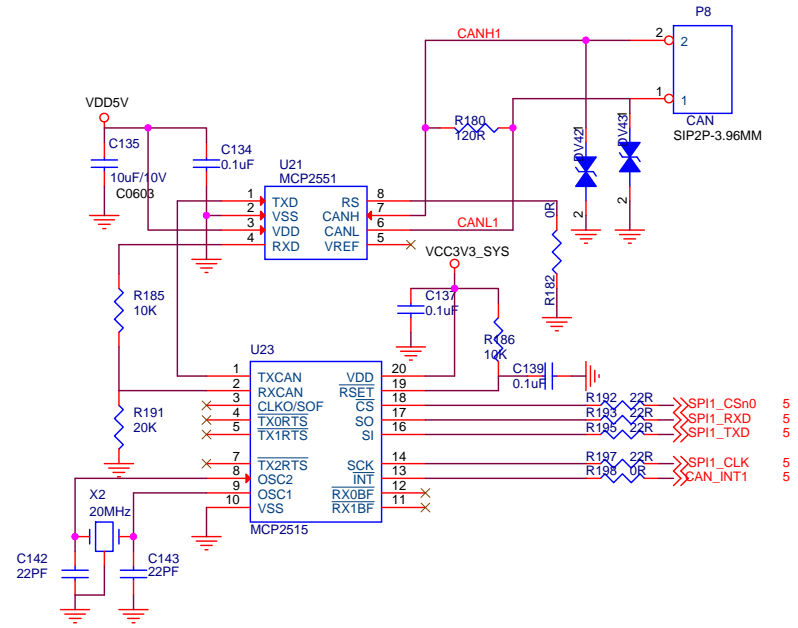 P8
CANH1
2
2
1
1
CAN
SIP2P-3.96MM
R180
120R
DV42
1
2
DV43
1
2
VDD5V
C135
10uF/10V
C0603
C134
0.1uF
U21
MCP2551
1 TXD RS 8
2 VSS CANH 7
3 VDD CANL 6
4 RXD VREF 5
CANL1
0R
R182
VCC3V3_SYS
C137
0.1uF
R186
10K
C139
0.1uF
R185
10K
R191
20K
U23
1 TXCAN VDD 20
2 RXCAN RSET 19
3 CLKO/SOF CS 18
4 TX0RTS SO 17
5 TX1RTS SI 16
7 TX2RTS SCK 14
8 OSC2 INT 13
9 OSC1 RX0BF 12
10 VSS RX1BF 11
MCP2515
R192 22R SPI1_CSn0 5
R193 22R SPI1_RXD 5
R195 22R SPI1_TXD 5
R197 22R SPI1_CLK 5
R198 0R CAN_INT1 5
X2
20MHz
C142
22PF
C143
22PF